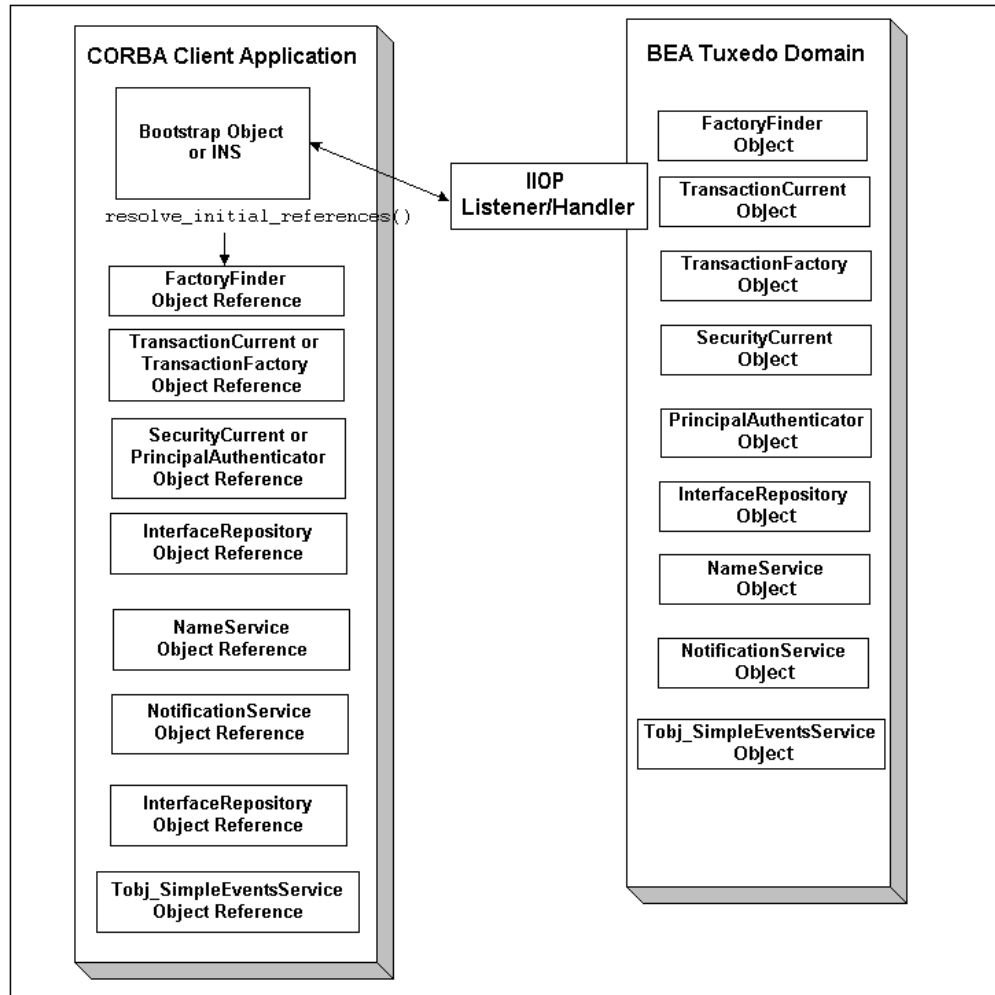 CORBA Client Application
Bootstrap Object
or INS
resolve_initial_references()
FactoryFinder
Object Reference
TransactionCurrent or
TransactionFactory
Object Reference
SecurityCurrent or
PrincipalAuthenticator
Object Reference
InterfaceRepository
Object Reference
NameService
Object Reference
NotificationService
Object Reference
InterfaceRepository
Object Reference
Tobj_SimpleEventsService
Object Reference
IIOP
Listener/Handler
BEA Tuxedo Domain
FactoryFinder
Object
TransactionCurrent
Object
TransactionFactory
Object
SecurityCurrent
Object
PrincipalAuthenticator
Object
InterfaceRepository
Object
NameService
Object
NotificationService
Object
Tobj_SimpleEventsService
Object